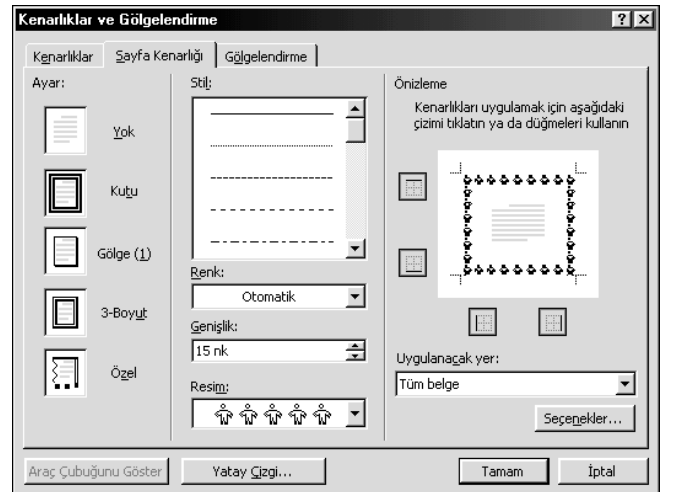 Kenarlıklar ve Gölgelendirme
Kenarlıklar
Sayfa Kenarlığı
Gölgelendirme
Ayar:
Yok
Kutu
Gölge (1)
3-Boyut
Özel
Stil:
Renk:
Otomatik
Genişlik:
15 nk
Resim:
Önizleme
Kenarlıkları uygulamak için aşağıdaki
çizimi tıklatın ya da düğmeleri kullanın
Uygulanacak yer:
Tüm belge
Seçenekler...
Araç Çubuğunu Göster
Yatay Çizgi...
Tamam
İptal